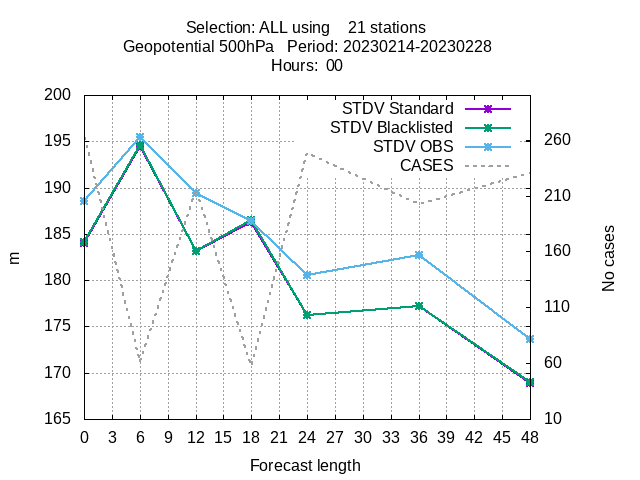 Selection: ALL using 21 stations
Geopotential 500hPa Period: 20230214-20230228
Hours: 00
STDV Standard
STDV Blacklisted
STDV OBS
CASES
200
195
190
185
180
175
170
165
260
210
160
110
60
10
m
No cases
0 3 6 9 12 15 18 21 24 27 30 33 36 39 42 45 48
Forecast length